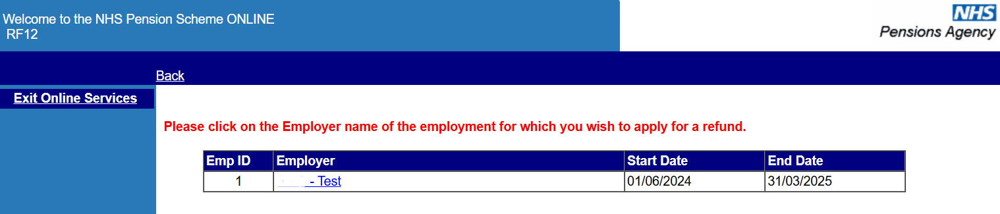 Welcome to the NHS Pension Scheme ONLINE
RF12
NHS
Pensions Agency
Back
Exit Online Services
Please click on the Employer name of the employment for which you wish to apply for a refund.
Emp ID Employer Start Date End Date
1 - Test 01/06/2024 31/03/2025